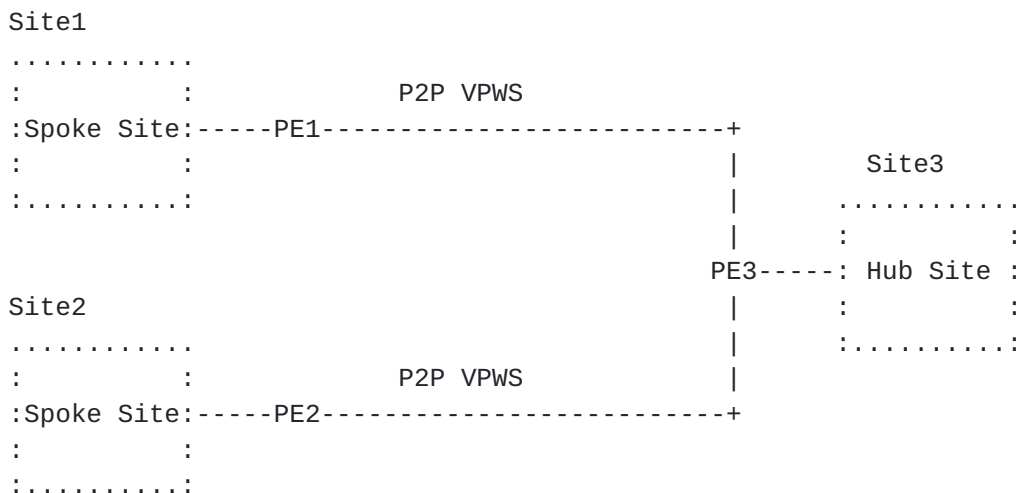 Site1
............
:          :             P2P VPWS
:Spoke Site:-----PE1--------------------------+
:          :                                  |        Site3
:..........:                                  |      ............
                                              |      :          :
                                             PE3-----: Hub Site :
Site2                                         |      :          :
............                                  |      :..........:
:          :             P2P VPWS             |
:Spoke Site:-----PE2--------------------------+
:          :
:..........: